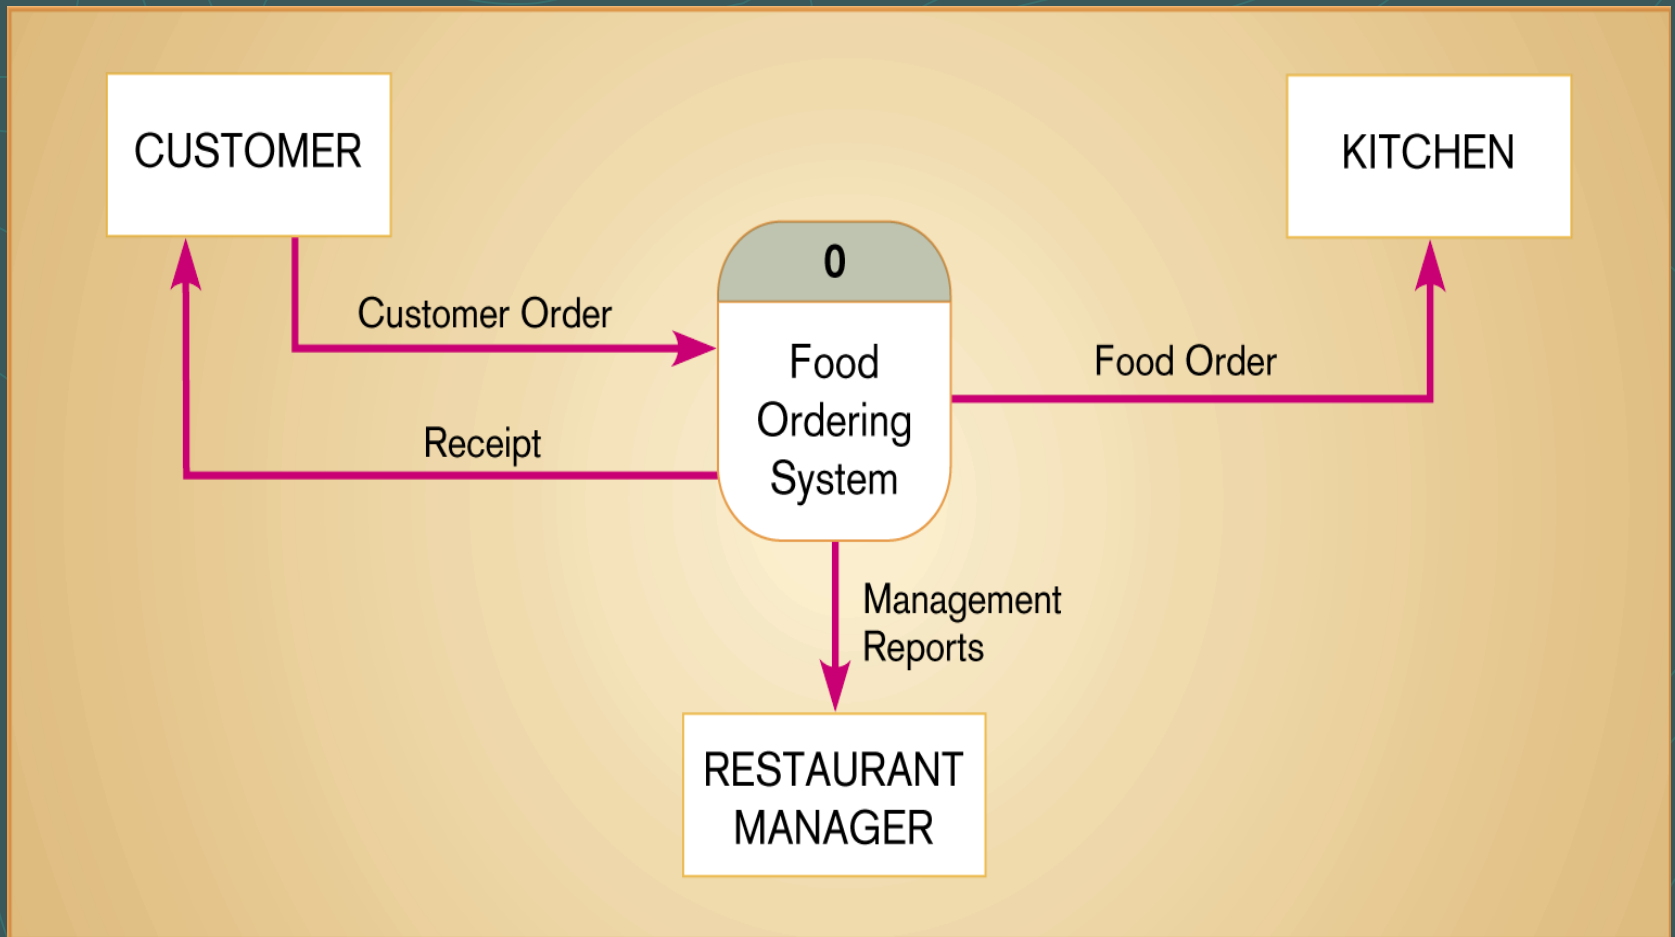 CUSTOMER
KITCHEN
0
Customer Order
Food
Ordering
System
Food Order
Receipt
Management
Reports
RESTAURANT
MANAGER